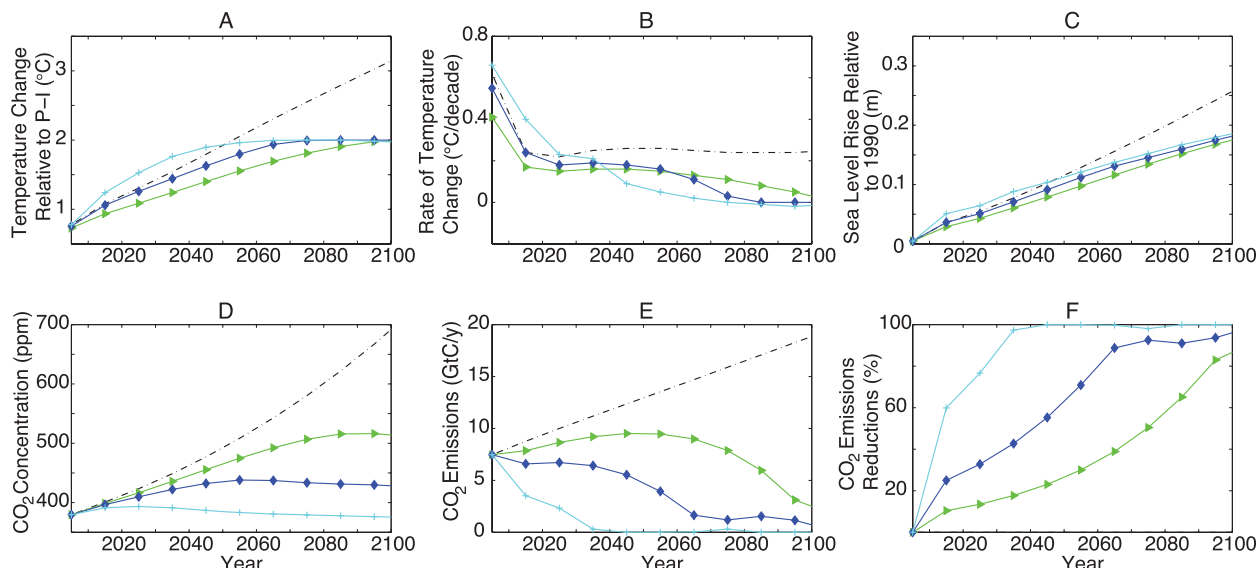 A
Temperature Change
Relative to P−I (°C)
3
2
1
2020 2040 2060 2080 2100
B
Rate of Temperature
Change (°C/decade)
0.8
0.4
0
2020 2040 2060 2080 2100
C
Sea Level Rise Relative
to 1990 (m)
0.3
0.2
0.1
0
2020 2040 2060 2080 2100
D
CO2 Concentration (ppm)
700
600
500
400
2020 2040 2060 2080 2100
Year
E
CO2 Emissions (GtC/y)
20
15
10
5
0
2020 2040 2060 2080 2100
Year
F
CO2 Emissions
Reductions (%)
100
60
20
2020 2040 2060 2080 2100
Year